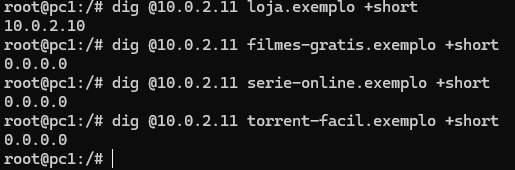 root@pc1:/# dig @10.0.2.11 loja.exemplo +short
10.0.2.10
root@pc1:/# dig @10.0.2.11 filmes-gratis.exemplo +short
0.0.0.0
root@pc1:/# dig @10.0.2.11 serie-online.exemplo +short
0.0.0.0
root@pc1:/# dig @10.0.2.11 torrent-facil.exemplo +short
0.0.0.0
root@pc1:/#